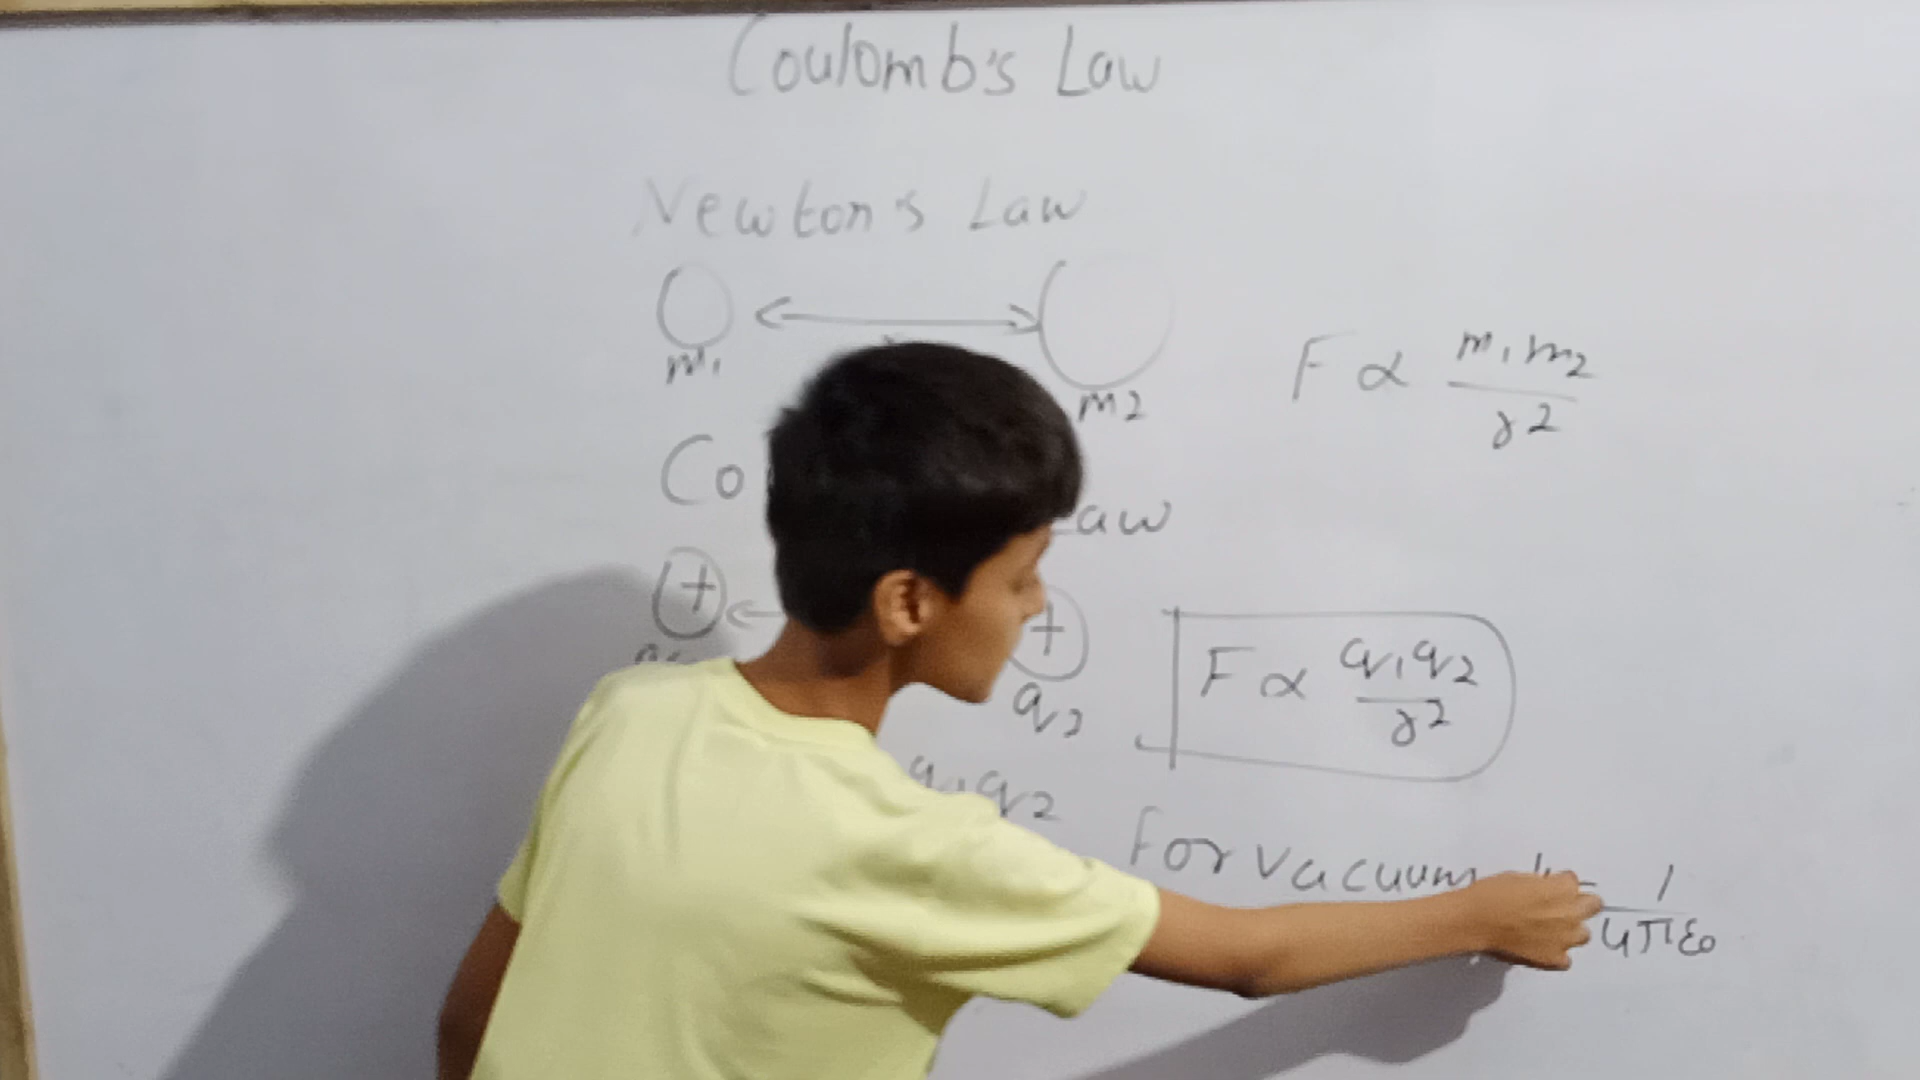 Coulomb's Law
Newton's Law
m1
m2
F ∝ m1m2
r2
Co
aw
+
+
q2
F ∝ q1q2
r2
q1q2
For vacuum
1
4πε0